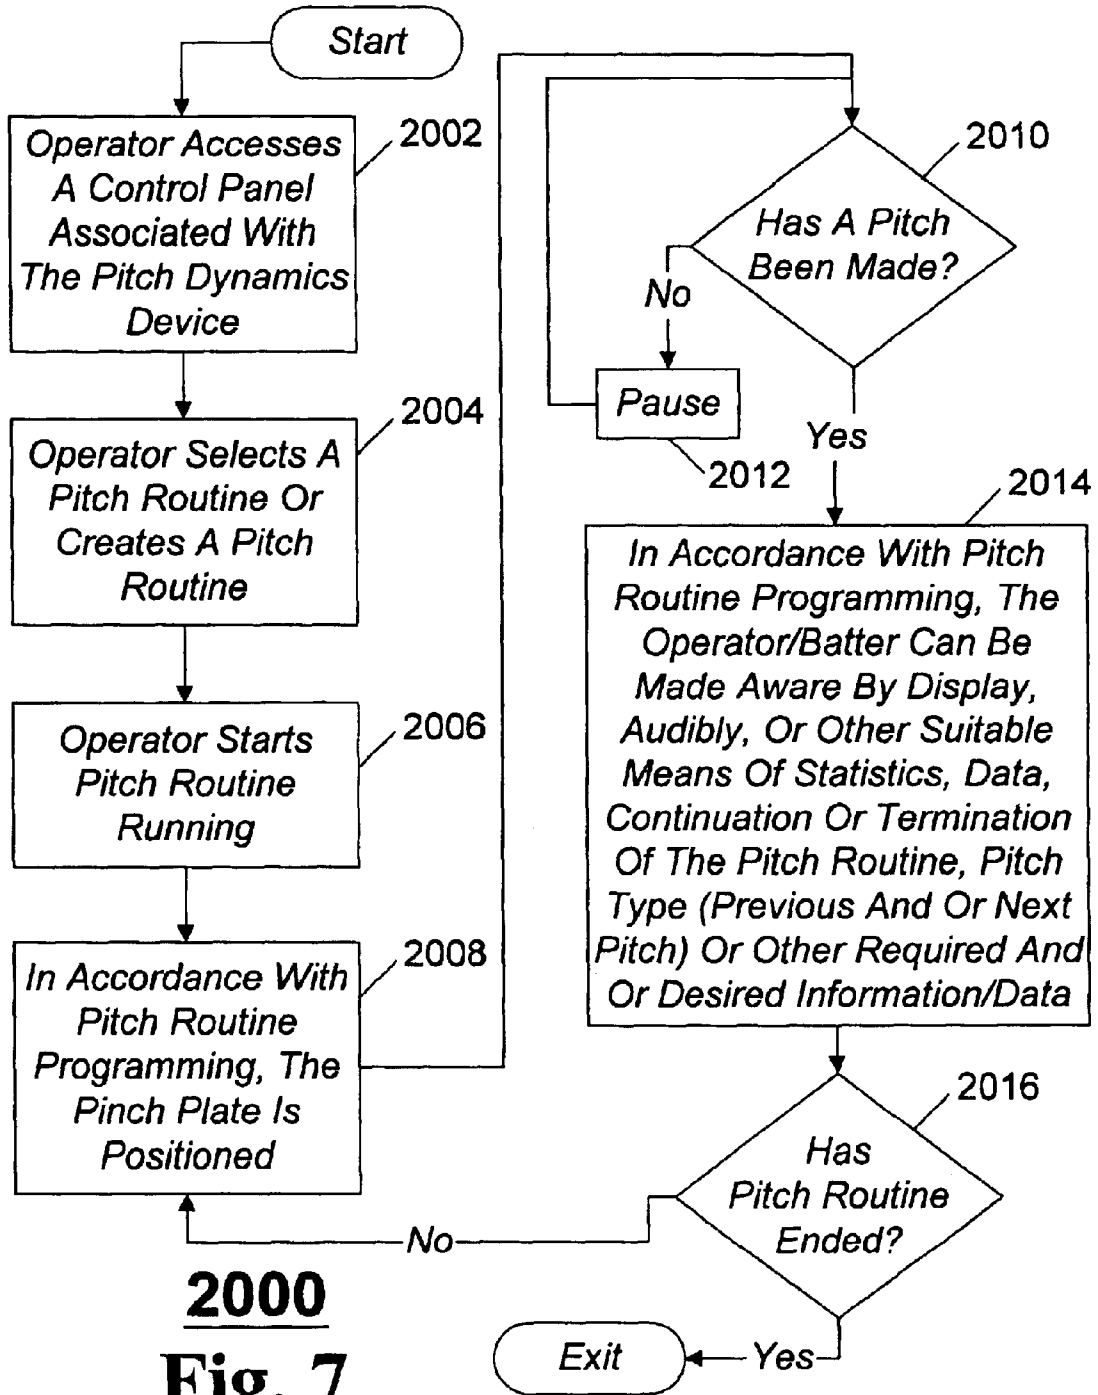 Start
Operator Accesses
A Control Panel
Associated With
The Pitch Dynamics
Device
2002
Operator Selects A
Pitch Routine Or
Creates A Pitch
Routine
2004
Operator Starts
Pitch Routine
Running
2006
In Accordance With
Pitch Routine
Programming, The
Pinch Plate Is
Positioned
2008
Has A Pitch
Been Made?
2010
No
Pause
2012
Yes
2014
In Accordance With Pitch
Routine Programming, The
Operator/Batter Can Be
Made Aware By Display,
Audibly, Or Other Suitable
Means Of Statistics, Data,
Continuation Or Termination
Of The Pitch Routine, Pitch
Type (Previous And Or Next
Pitch) Or Other Required And
Or Desired Information/Data
2016
Has
Pitch Routine
Ended?
No
Yes
Exit
2000
Fig. 7